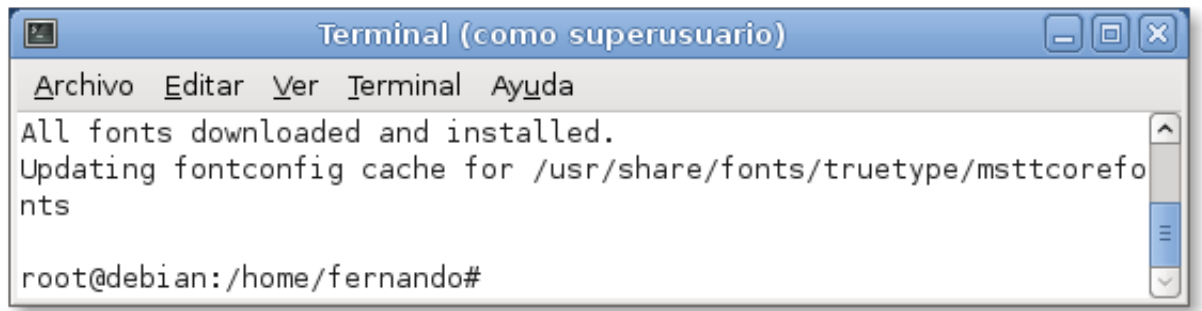 Terminal (como superusuario)
Archivo Editar Ver Terminal Ayuda
All fonts downloaded and installed.
Updating fontconfig cache for /usr/share/fonts/truetype/msttcorefo
nts
root@debian:/home/fernando#